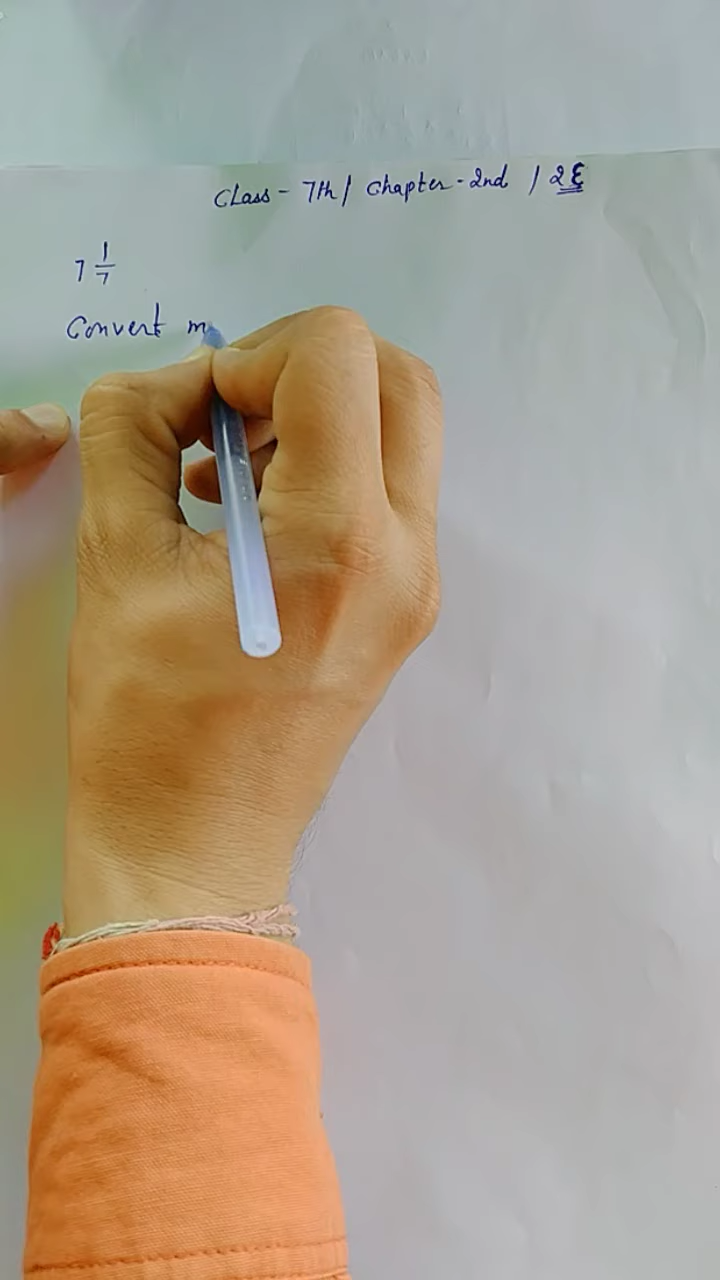 Class - 7th / Chapter - 2nd / 2E
7 1/7
Convert m